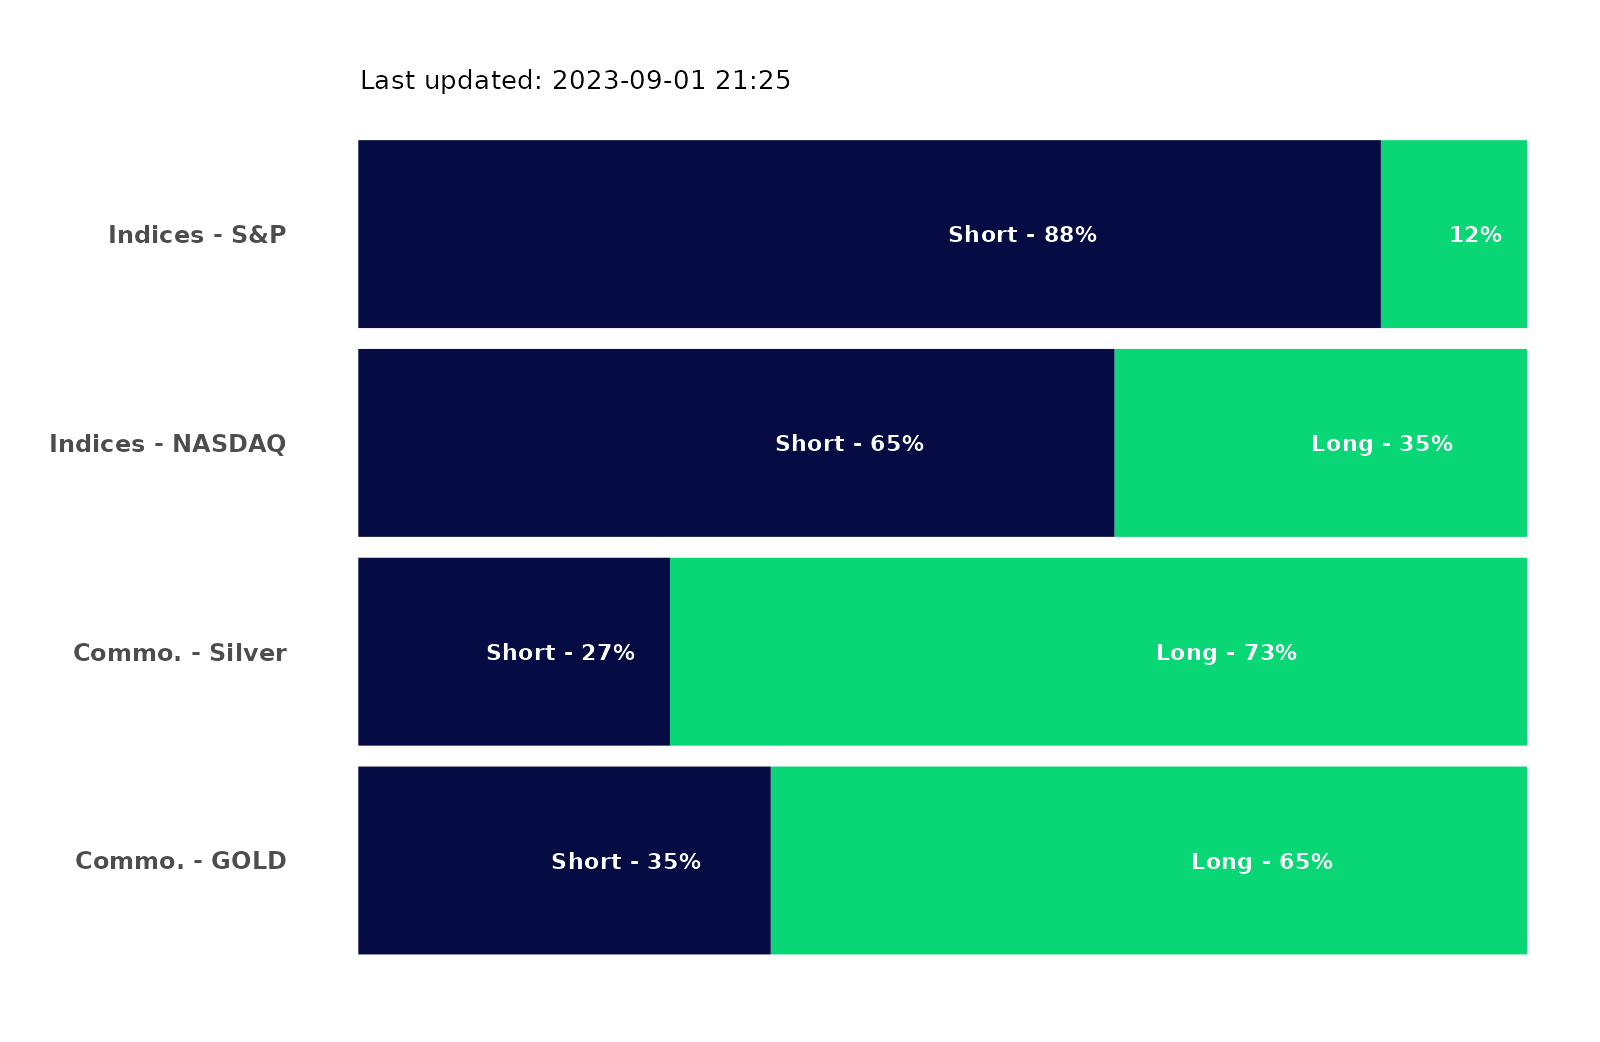 Last updated: 2023-09-01 21:25
Indices - S&P
Short - 88%
12%
Indices - NASDAQ
Short - 65%
Long - 35%
Commo. - Silver
Short - 27%
Long - 73%
Commo. - GOLD
Short - 35%
Long - 65%